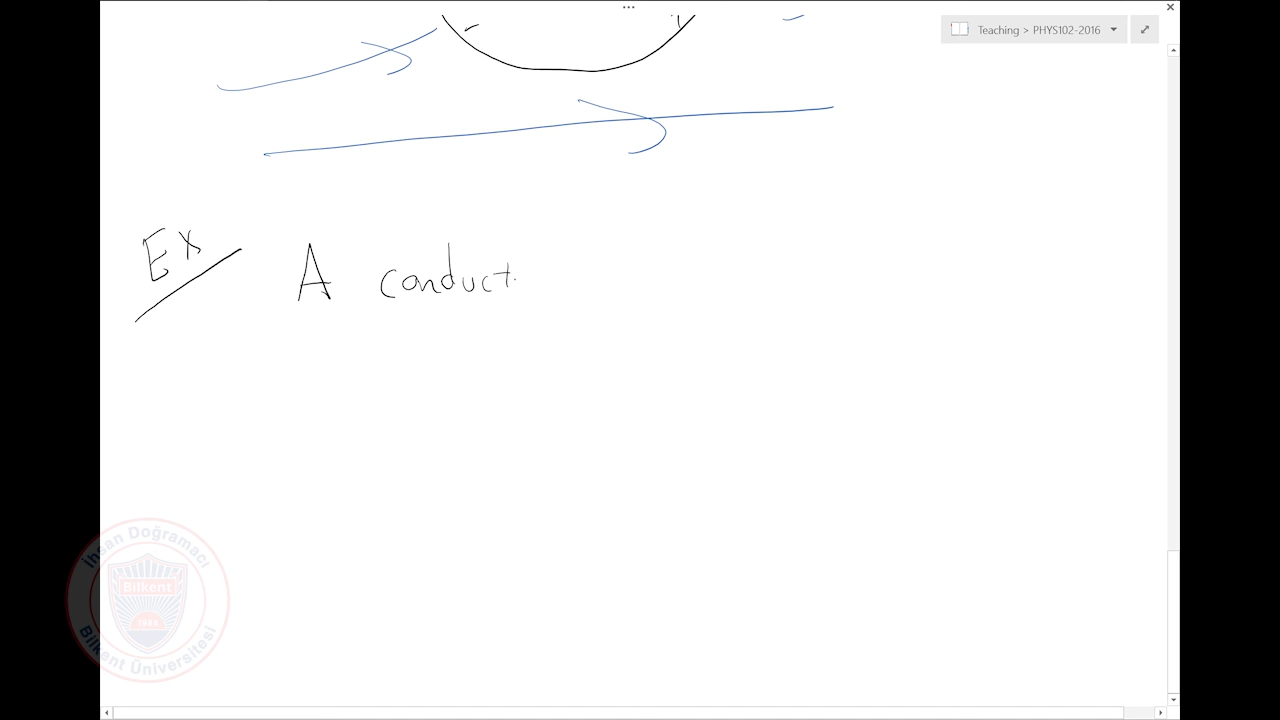 Teaching > PHYS102-2016
Ex A conduct
İhsan Doğramacı
Bilkent
1984
Bilkent Üniversitesi